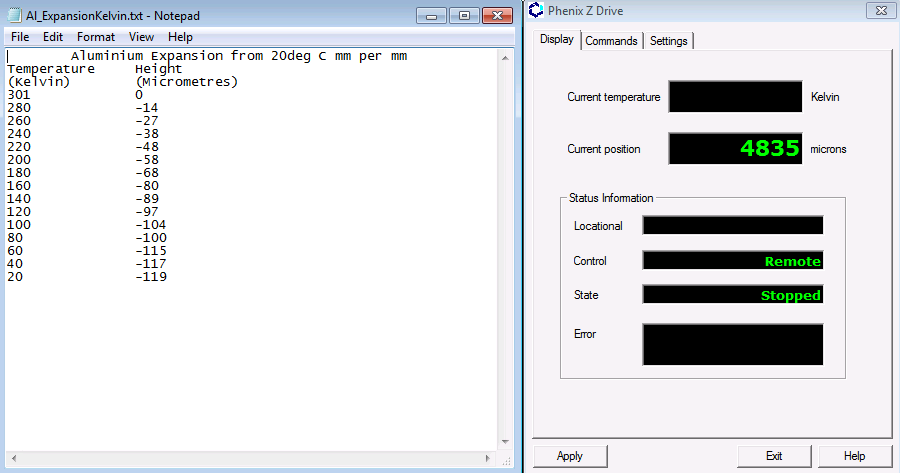 Al_ExpansionKelvin.txt - Notepad
File Edit Format View Help
Aluminium Expansion from 20deg C mm per mm
Temperature Height
(Kelvin) (Micrometres)
301 0
280 -14
260 -27
240 -38
220 -48
200 -58
180 -68
160 -80
140 -89
120 -97
100 -104
80 -100
60 -115
40 -117
20 -119
Phenix Z Drive
Display Commands Settings
Current temperature Kelvin
Current position 4835 microns
Status Information
Locational
Control Remote
State Stopped
Error
Apply Exit Help